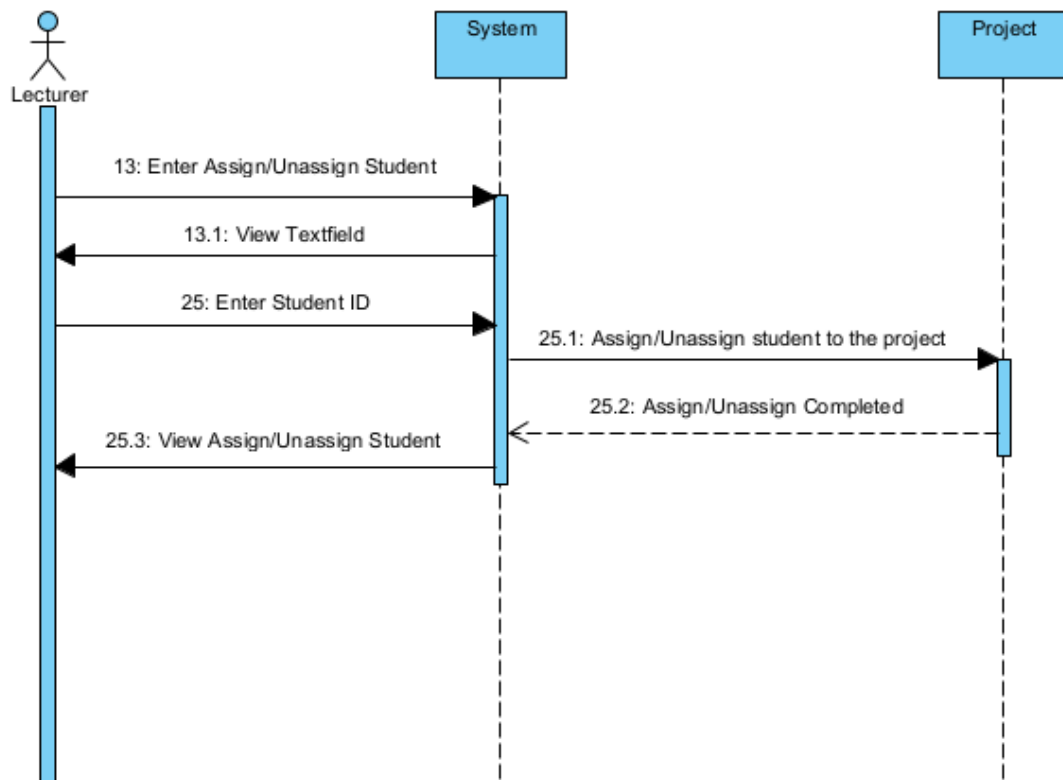 System
Project
Lecturer
13: Enter Assign/Unassign Student
13.1: View Textfield
25: Enter Student ID
25.1: Assign/Unassign student to the project
25.2: Assign/Unassign Completed
25.3: View Assign/Unassign Student